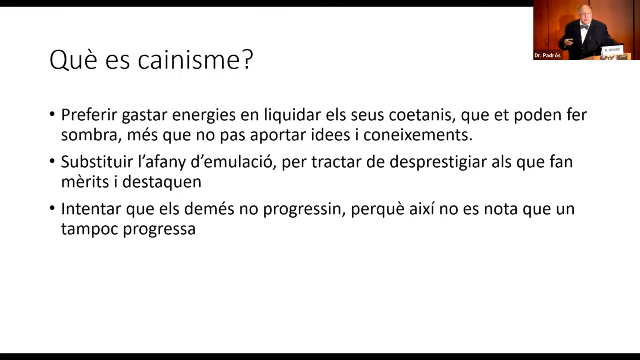 Què es cainisme?
Dr. Padrós
• Preferir gastar energies en liquidar els seus coetanis, que et poden fer
sombra, més que no pas aportar idees i coneixements.
• Substituir l'afany d'emulació, per tractar de desprestigiar als que fan
mèrits i destaquen
• Intentar que els demés no progressin, perquè així no es nota que un
tampoc progressa